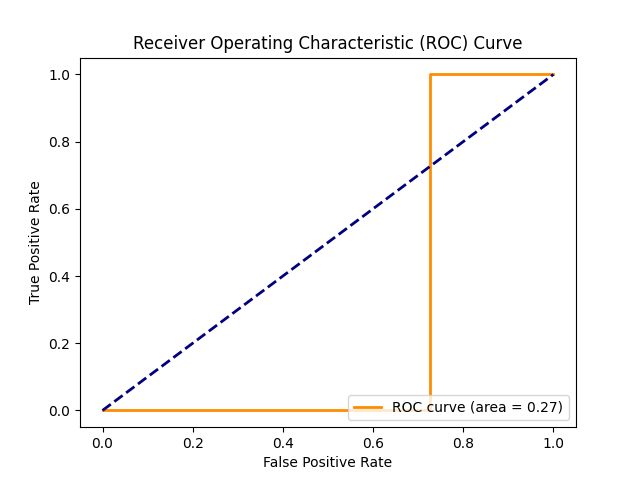 Receiver Operating Characteristic (ROC) Curve
1.0
0.8
0.6
0.4
0.2
0.0
True Positive Rate
ROC curve (area = 0.27)
0.0 0.2 0.4 0.6 0.8 1.0
False Positive Rate